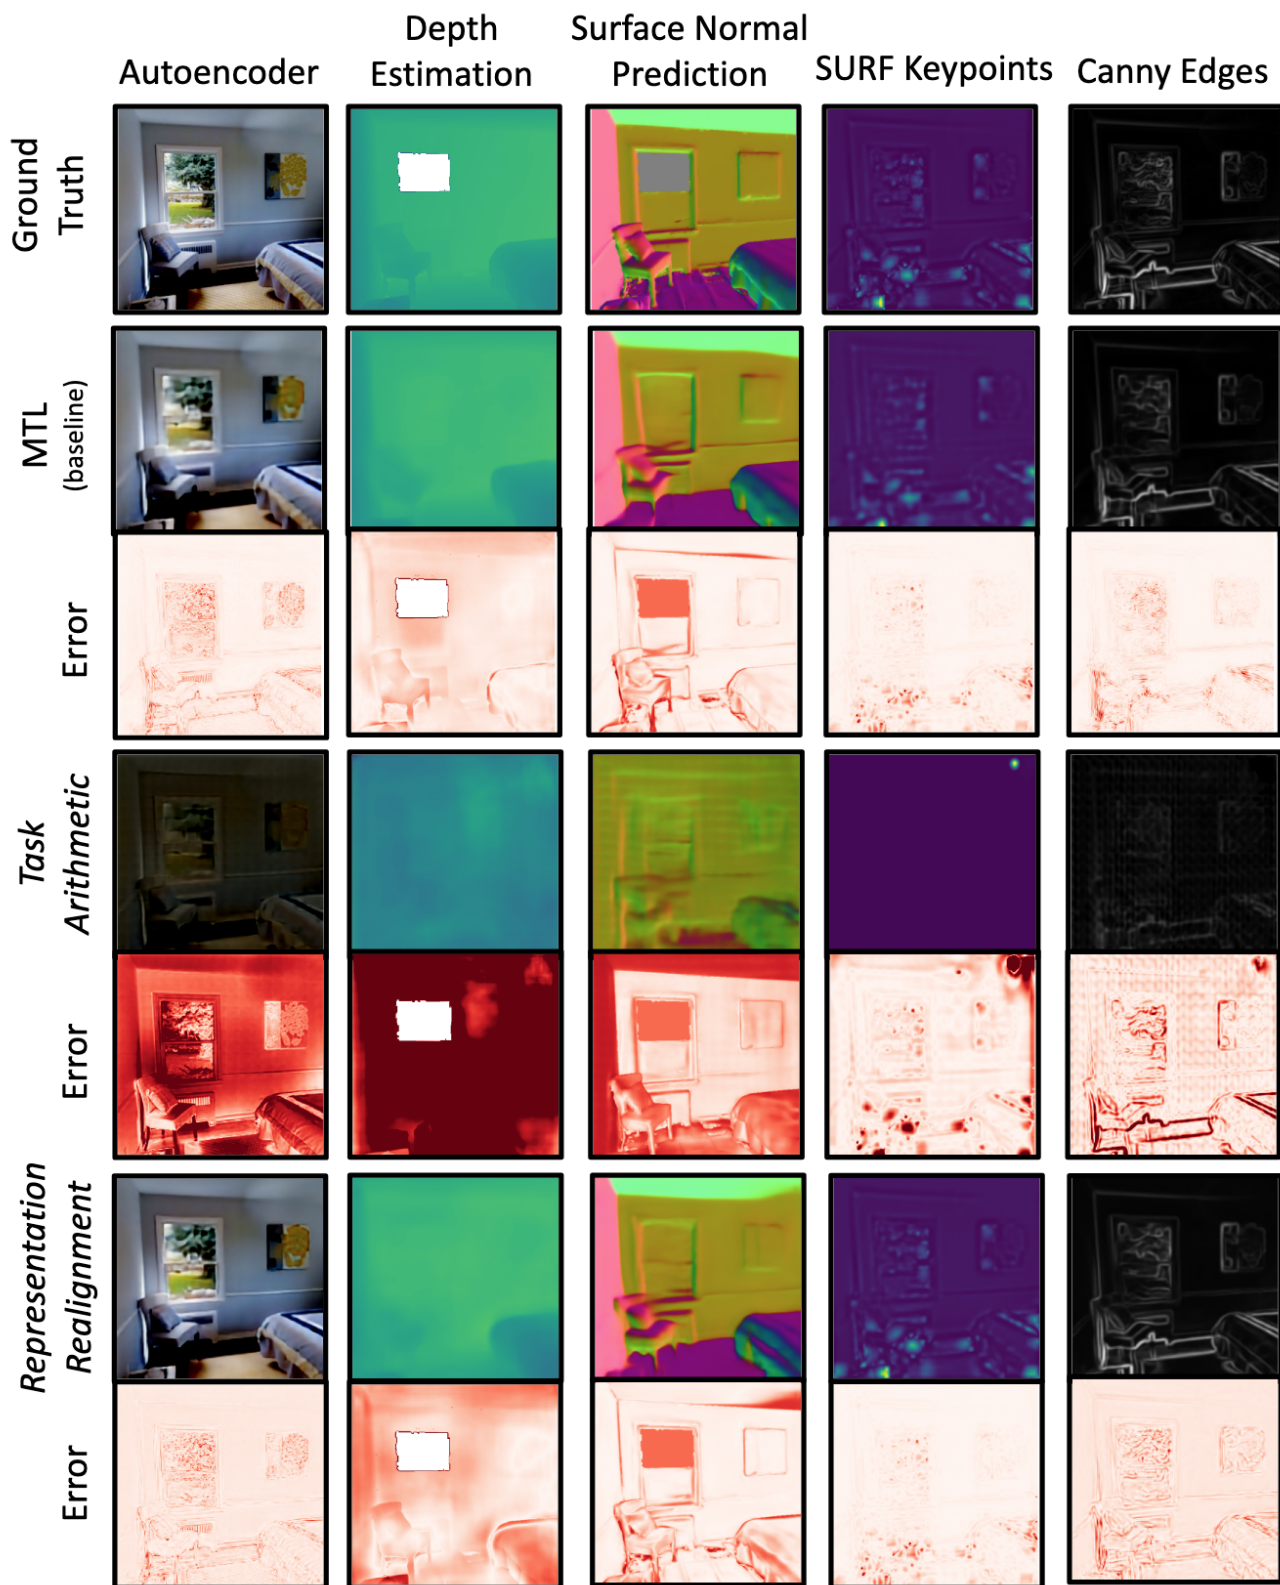 Autoencoder
Depth
Estimation
Surface Normal
Prediction
SURF Keypoints
Canny Edges
Ground
Truth
MTL
(baseline)
Error
Task
Arithmetic
Error
Representation
Realignment
Error